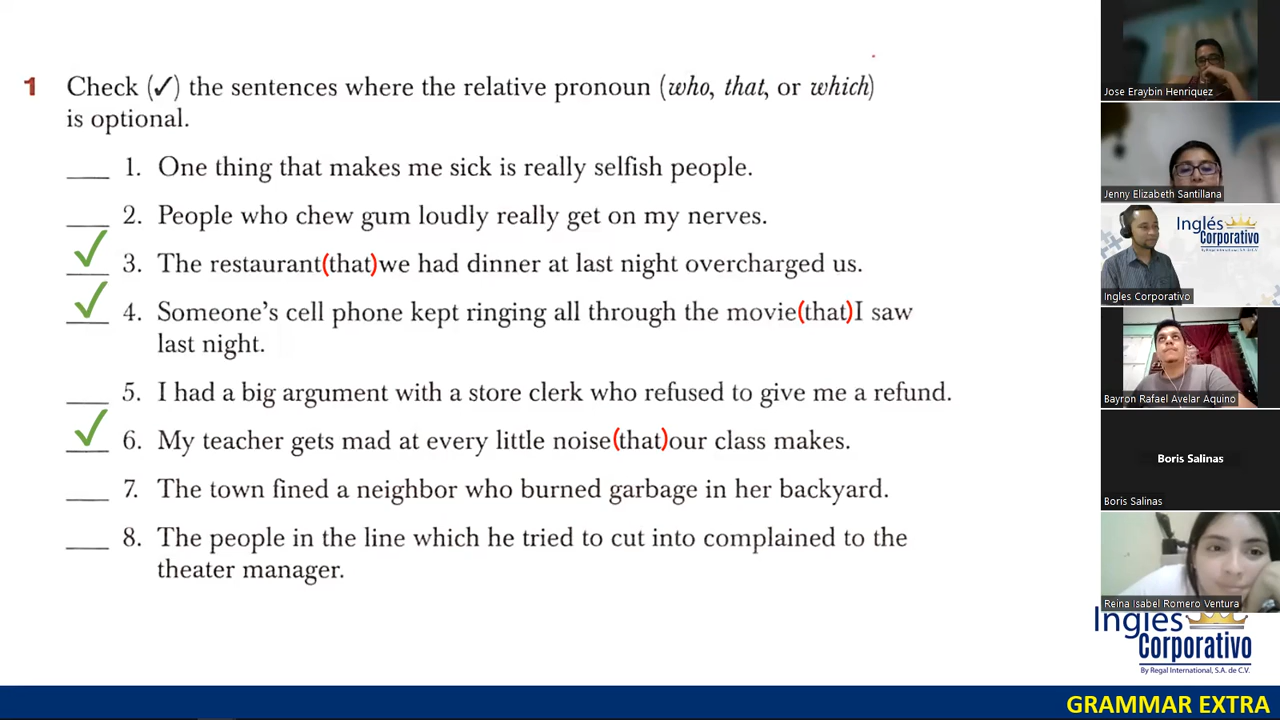 1 Check (✓) the sentences where the relative pronoun (who, that, or which)
is optional.
___ 1. One thing that makes me sick is really selfish people.
___ 2. People who chew gum loudly really get on my nerves.
✓ 3. The restaurant(that)we had dinner at last night overcharged us.
✓ 4. Someone's cell phone kept ringing all through the movie(that)I saw
last night.
___ 5. I had a big argument with a store clerk who refused to give me a refund.
✓ 6. My teacher gets mad at every little noise(that)our class makes.
___ 7. The town fined a neighbor who burned garbage in her backyard.
___ 8. The people in the line which he tried to cut into complained to the
theater manager.
Jose Eraybin Henriquez
Jenny Elizabeth Santillana
Inglés
Corporativo
Ingles Corporativo
Bayron Rafael Avelar Aquino
Boris Salinas
Boris Salinas
Reina Isabel Romero Ventura
Inglés
Corporativo
By Regal International, S.A. de C.V.
GRAMMAR EXTRA